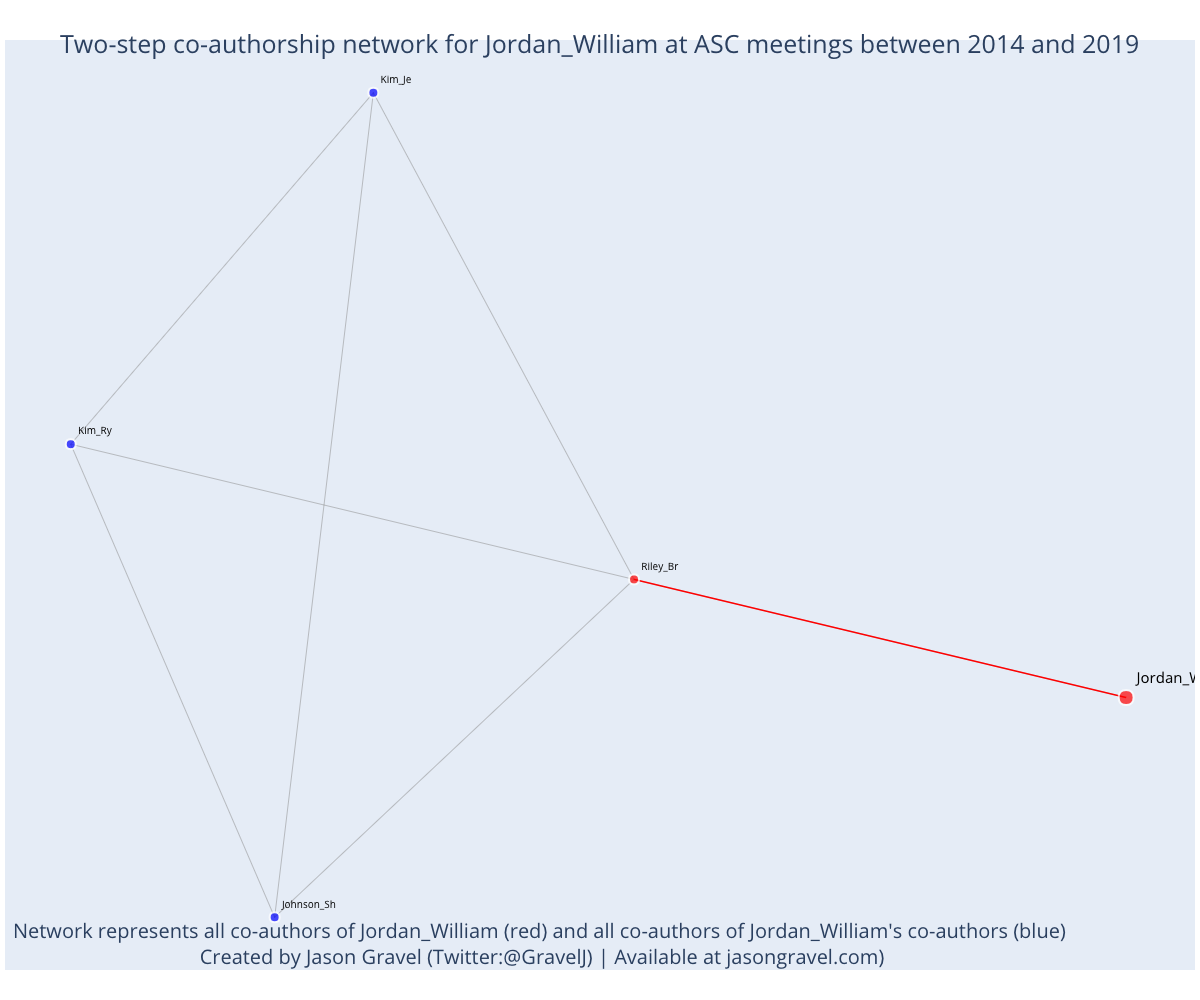 Two-step co-authorship network for Jordan_William at ASC meetings between 2014 and 2019
Kim_Je
Kim_Ry
Riley_Br
Jordan_W
Johnson_Sh
Network represents all co-authors of Jordan_William (red) and all co-authors of Jordan_William's co-authors (blue)
Created by Jason Gravel (Twitter:@GravelJ) | Available at jasongravel.com)